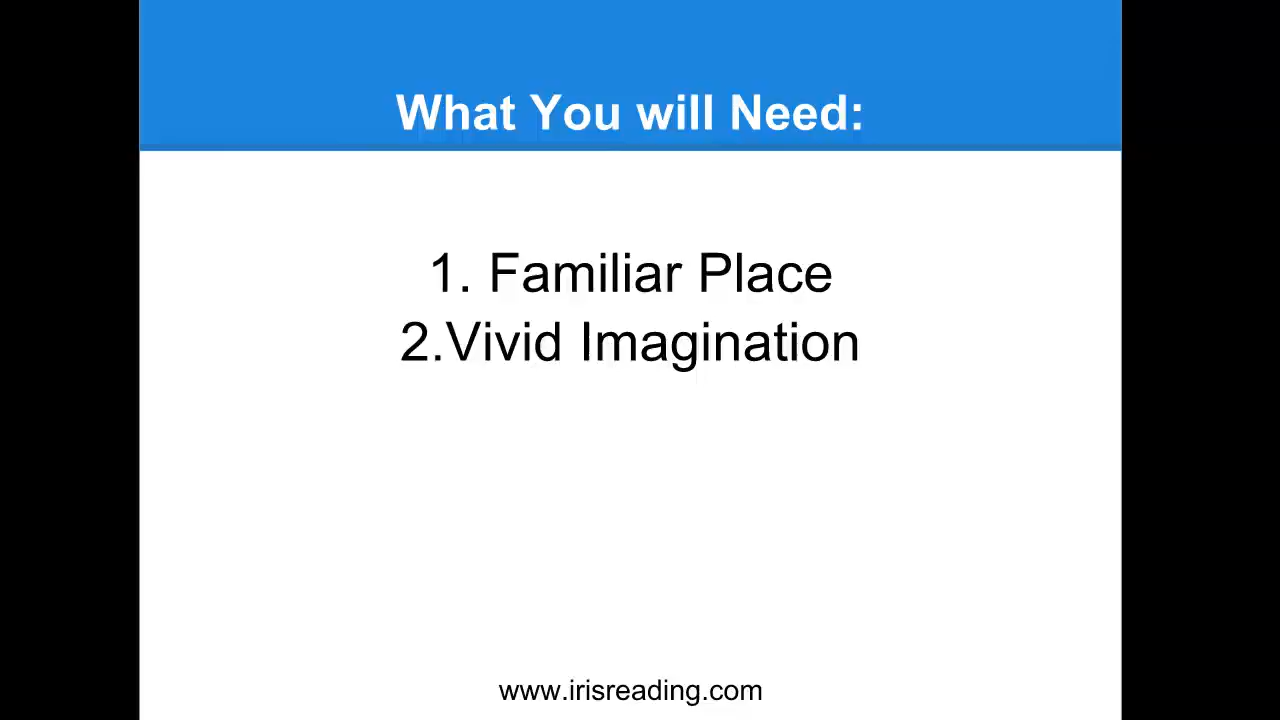 What You will Need:
1. Familiar Place
2.Vivid Imagination
www.irisreading.com